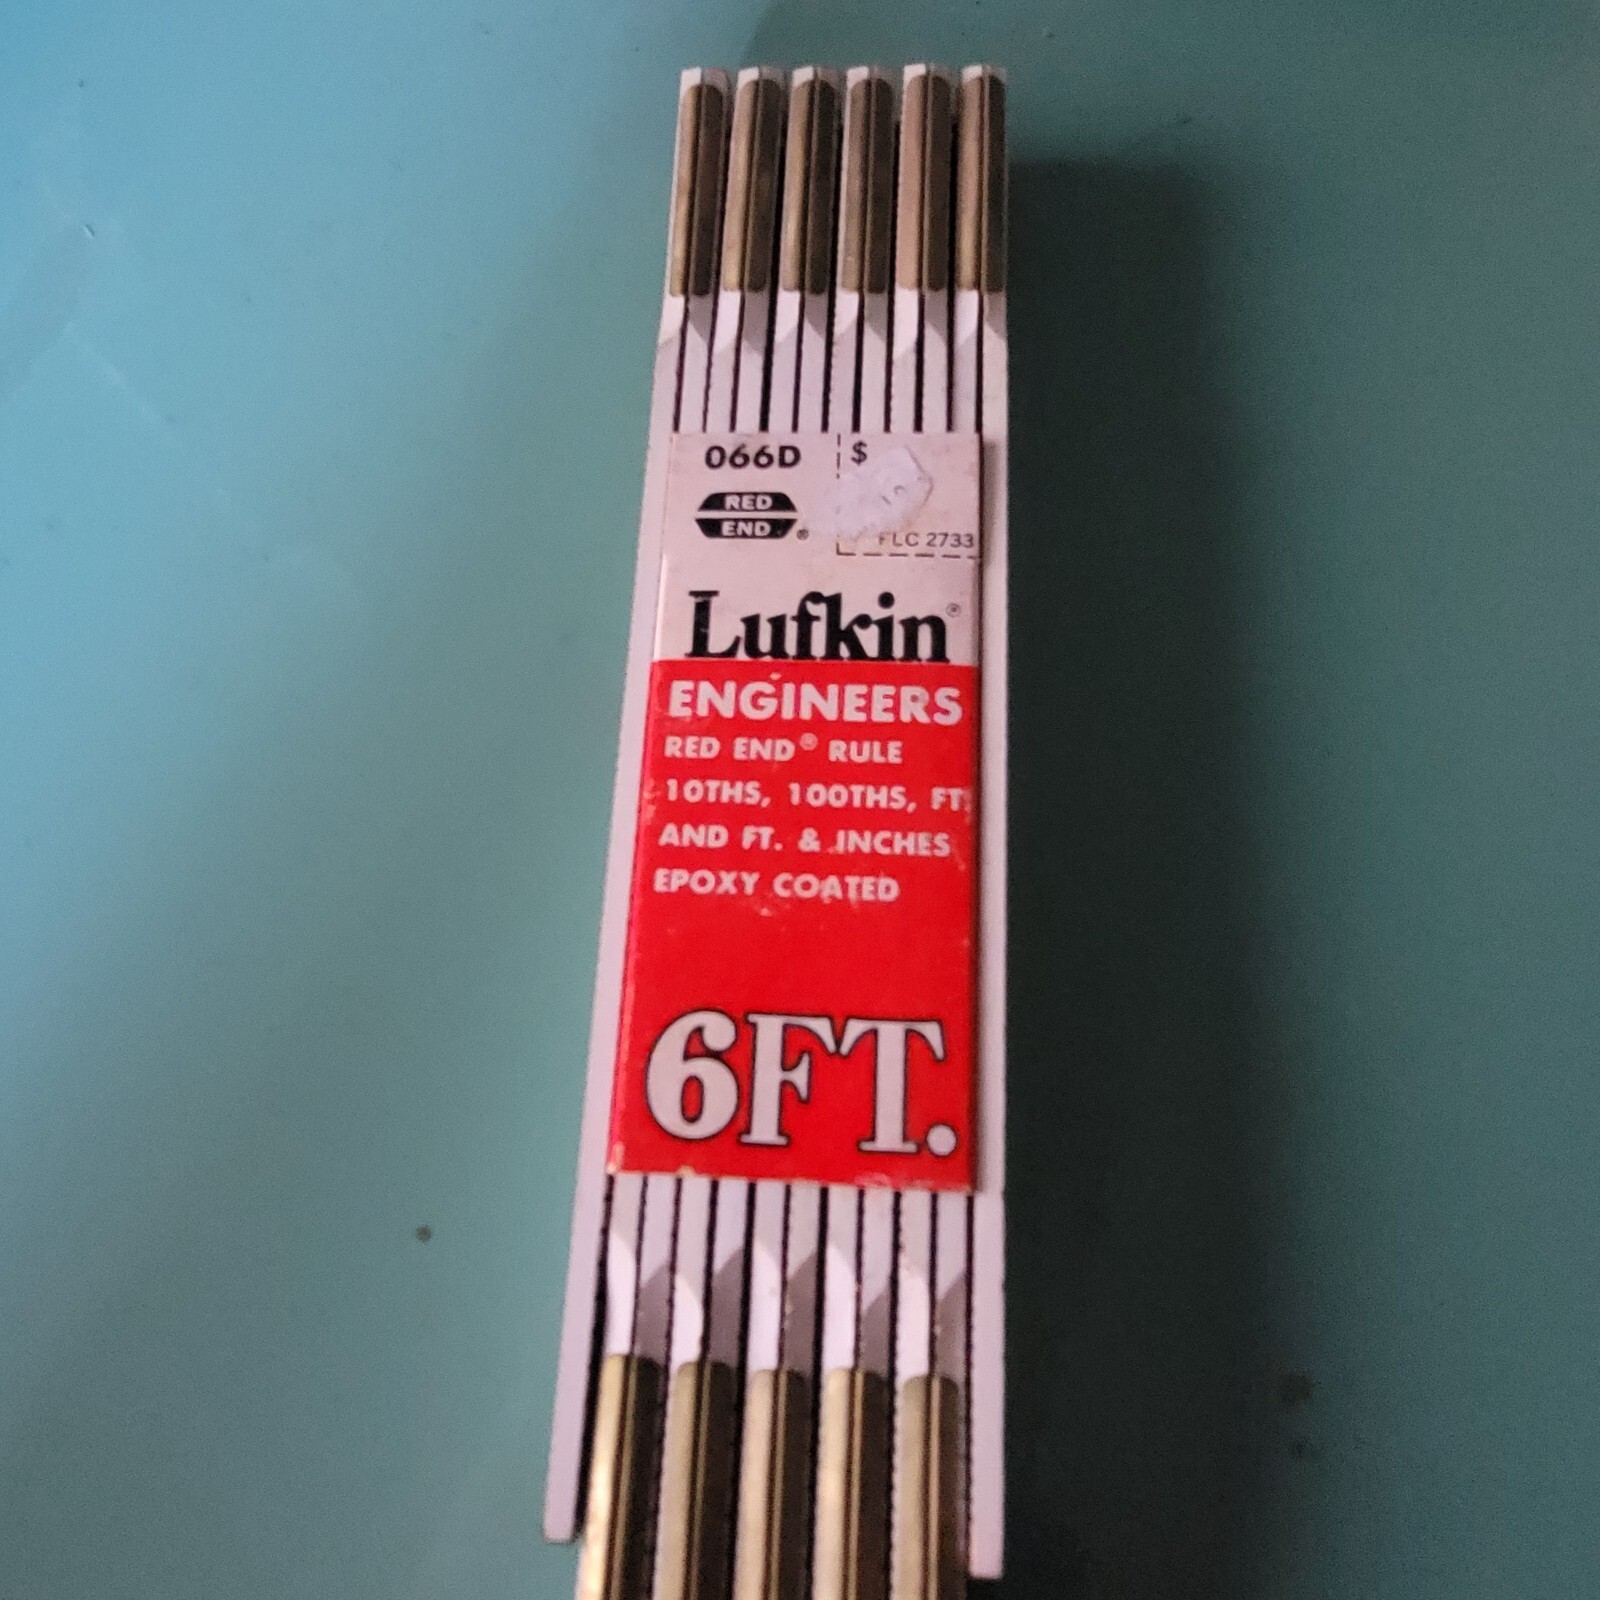 066D $
RED
END®
FLC 2733
Lufkin®
ENGINEERS
RED END® RULE
10THS, 100THS, FT.
AND FT. & INCHES
EPOXY COATED
6FT.